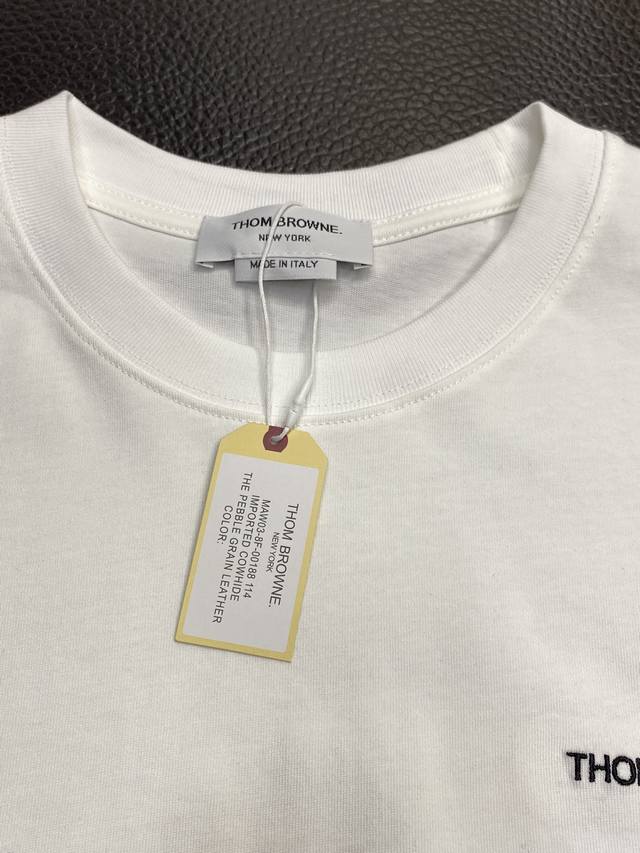 THOM BROWNE.
NEW YORK
MADE IN ITALY
THOM BROWNE.
NEW YORK
MAW03-8F-00188 114
IMPORTED COWHIDE
THE PEBBLE GRAIN LEATHER
COLOR:
THO